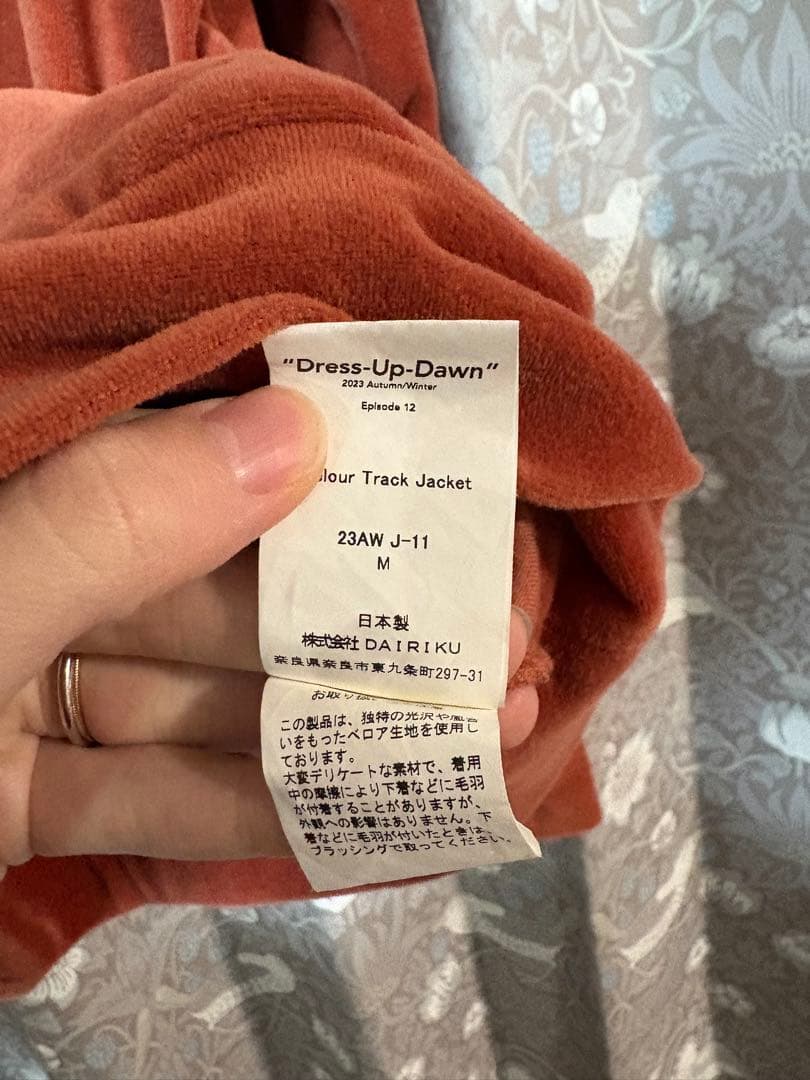 “Dress-Up-Dawn”
2023 Autumn/Winter
Episode 12
lour Track Jacket
23AW J-11
M
日本製
株式会社 DAIRIKU
奈良県奈良市東九条町297-31
お取り
この製品は、独特の光沢や風合
いをもったベロア生地を使用し
ております。
大変デリケートな素材で、着用
中の摩擦により下着などに毛羽
が付着することがありますが、
外観への影響はありません。下
着などに毛羽が付いたときは、
ブラッシングで取ってください。